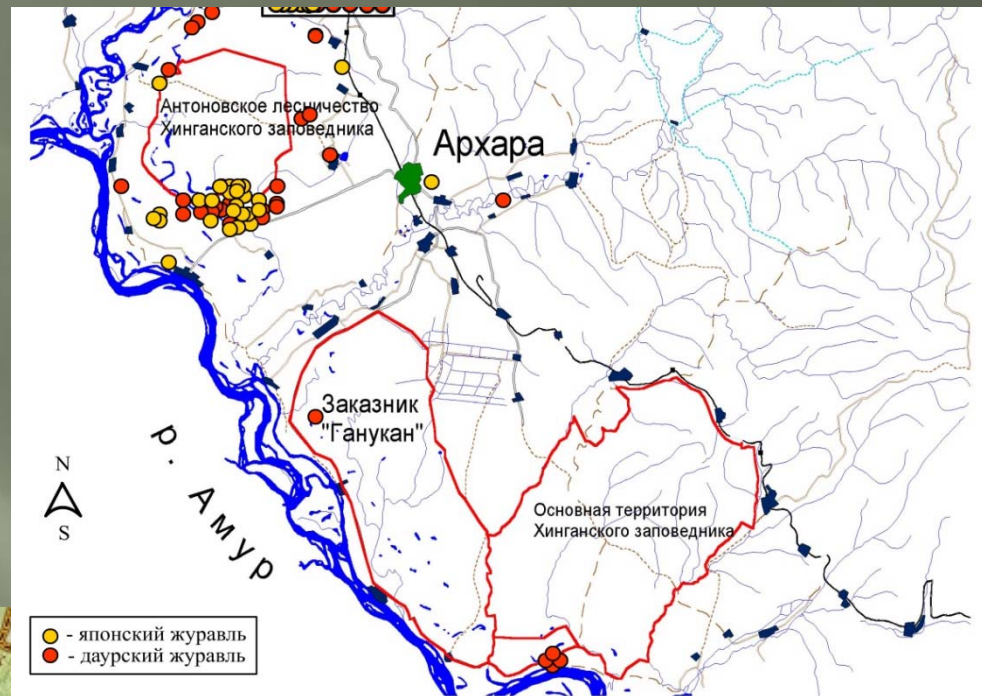 Антоновское лесничество
Хинганского заповедника
Архара
Заказник
"Ганукан"
р. Амур
Основная территория
Хинганского заповедника
N
S
- японский журавль
- даурский журавль